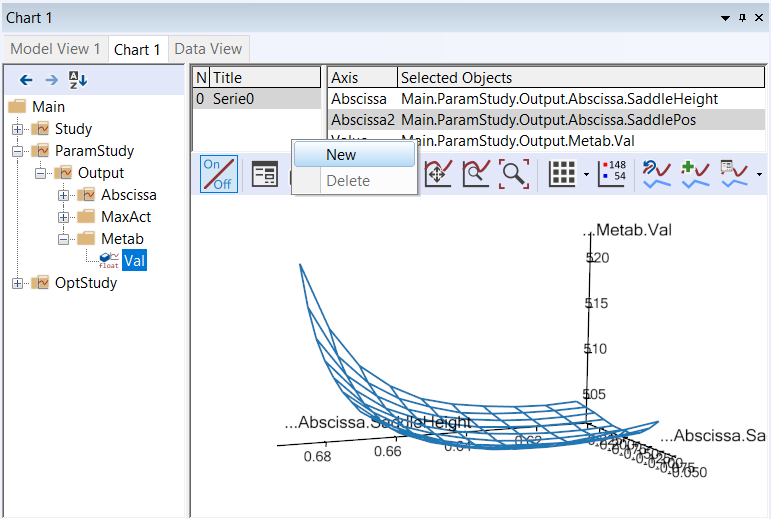 Chart 1
Model View 1 Chart 1 Data View
N Title
0 Serie0
Axis Selected Objects
Abscissa Main.ParamStudy.Output.Abscissa.SaddleHeight
Abscissa2 Main.ParamStudy.Output.Abscissa.SaddlePos
Value Main.ParamStudy.Output.Metab.Val
New
Delete
On
Off
148
54
Main
Study
ParamStudy
Output
Abscissa
MaxAct
Metab
float Val
OptStudy
...Metab.Val
520
515
510
505
...Abscissa.SaddleHeight
...Abscissa.Sa
0.68
0.66
0.64
0.62
-0.050